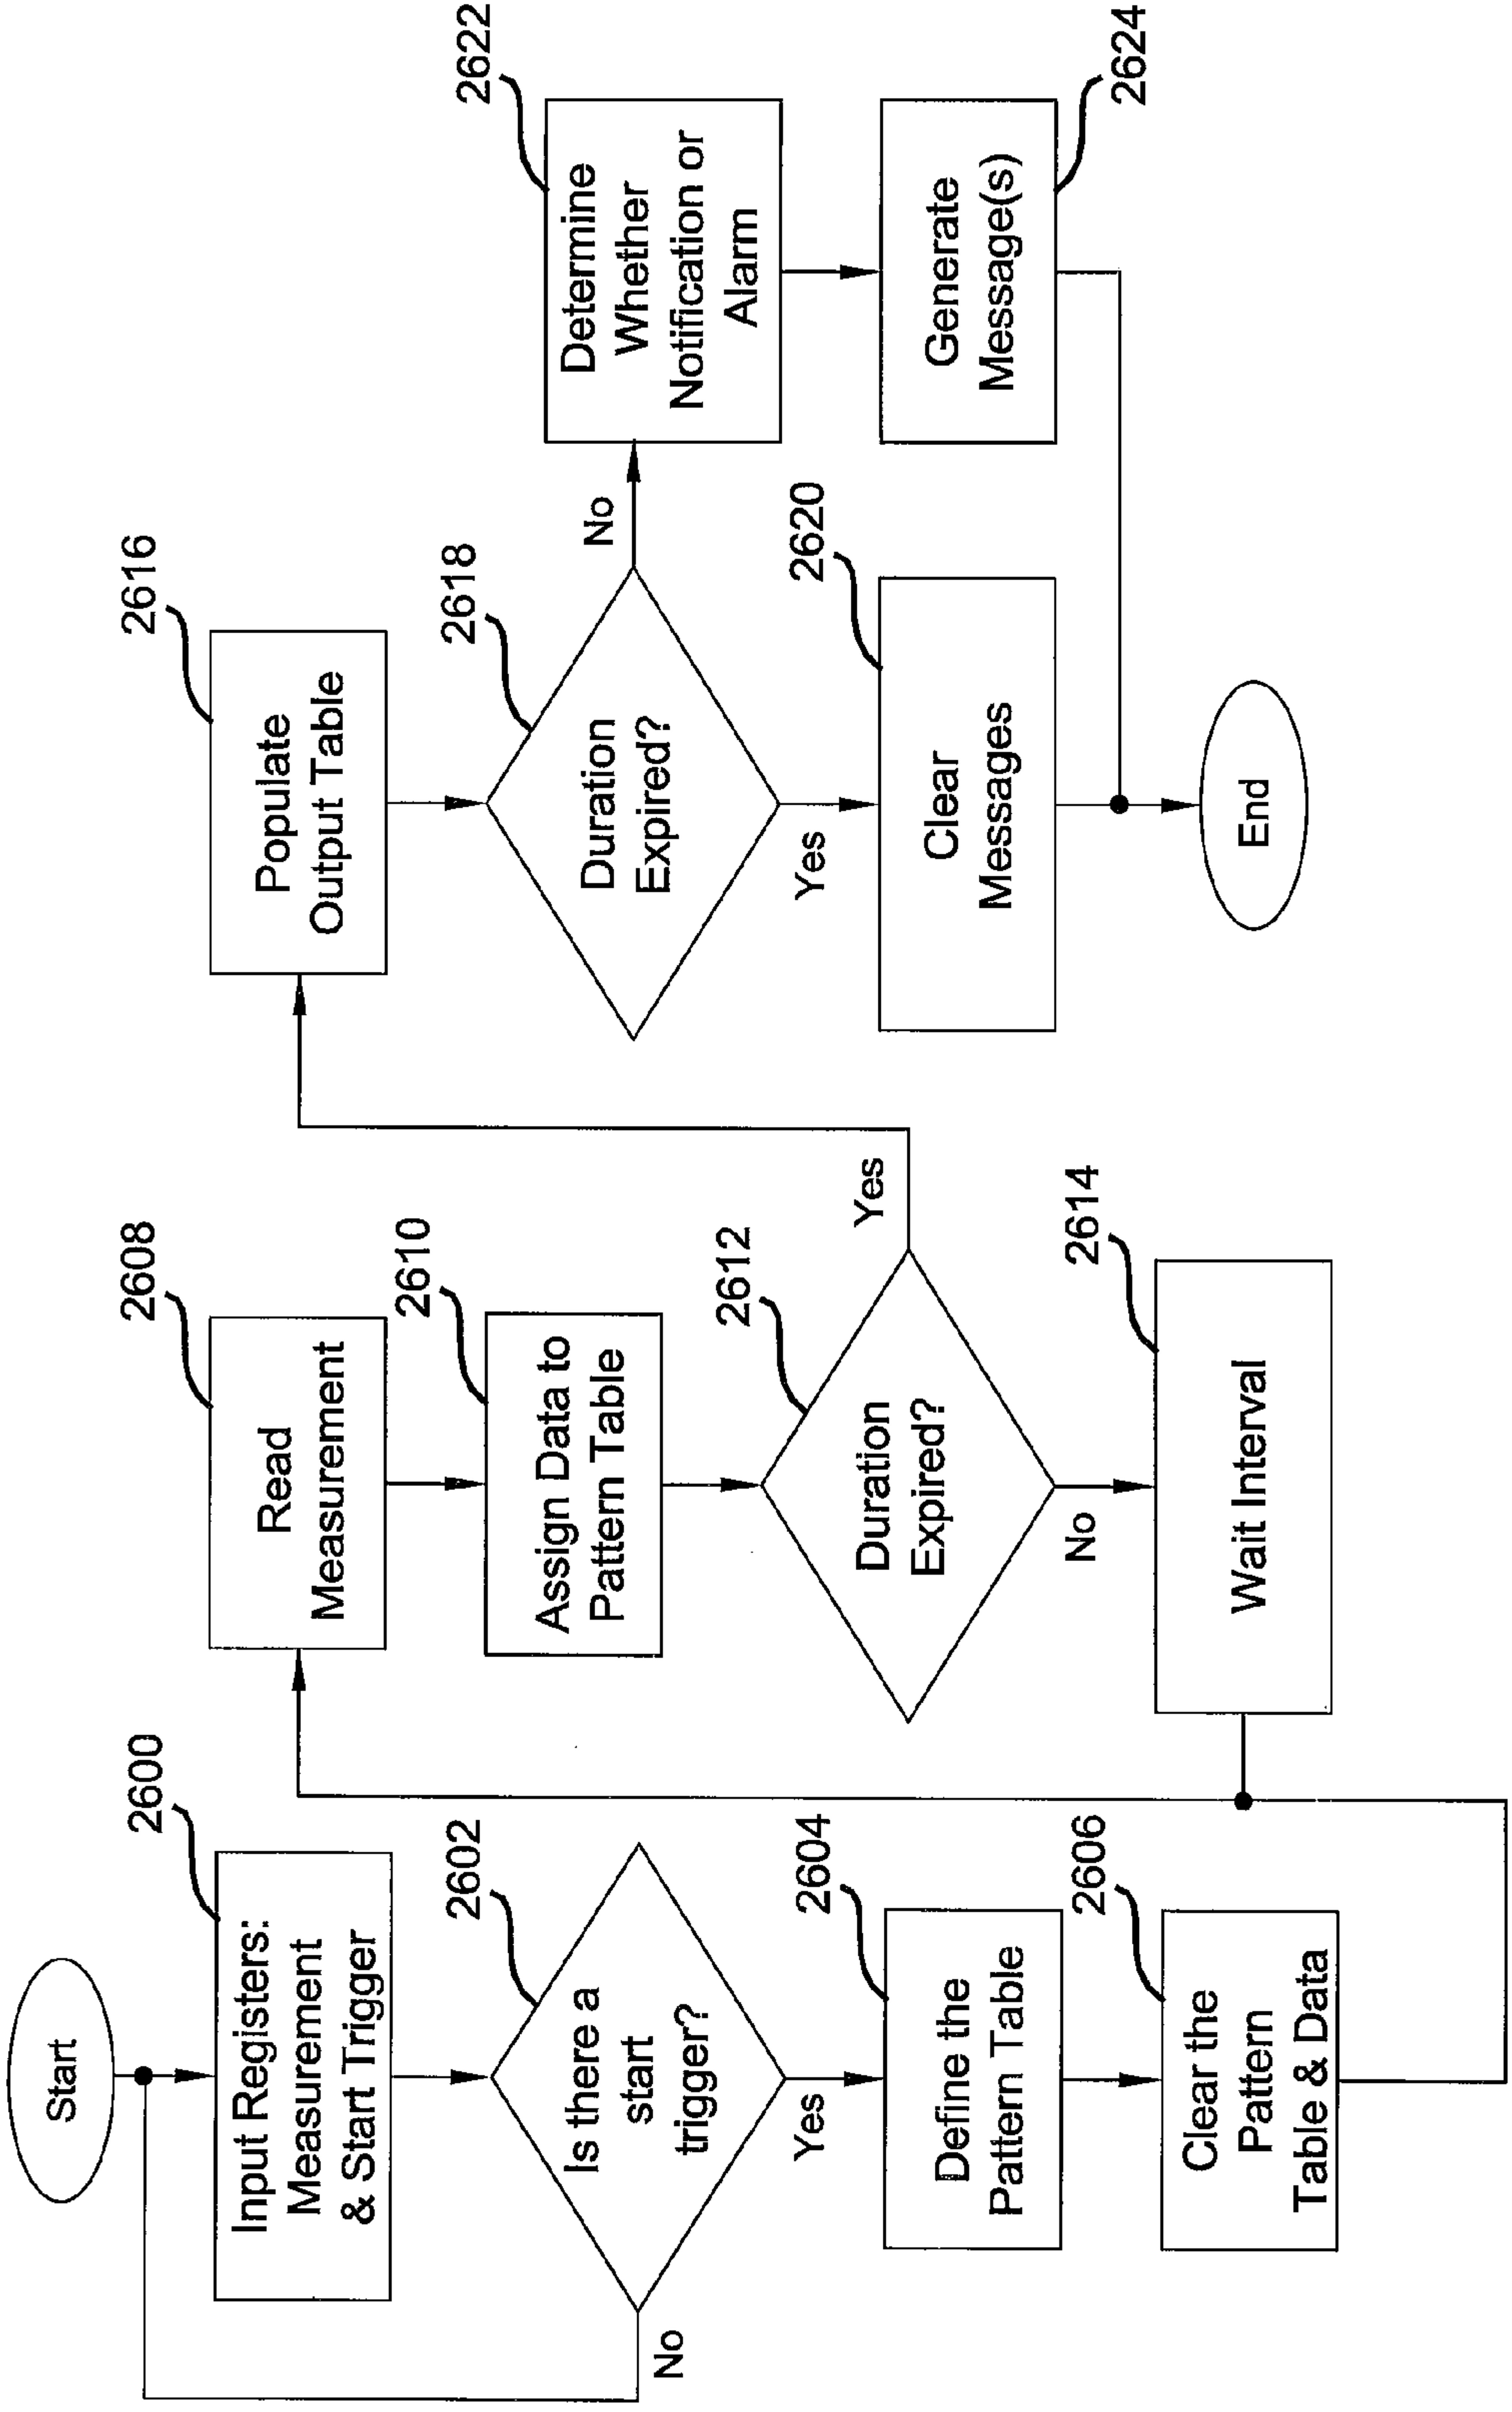 Start
2600
Input Registers:
Measurement
& Start Trigger
2602
Is there a
start
trigger?
No
Yes
2604
Define the
Pattern Table
2606
Clear the
Pattern
Table & Data
2608
Read
Measurement
2610
Assign Data to
Pattern Table
2612
Duration
Expired?
Yes
No
2614
Wait Interval
2616
Populate
Output Table
2618
Duration
Expired?
No
Yes
2620
Clear
Messages
2622
Determine
Whether
Notification or
Alarm
2624
Generate
Message(s)
End